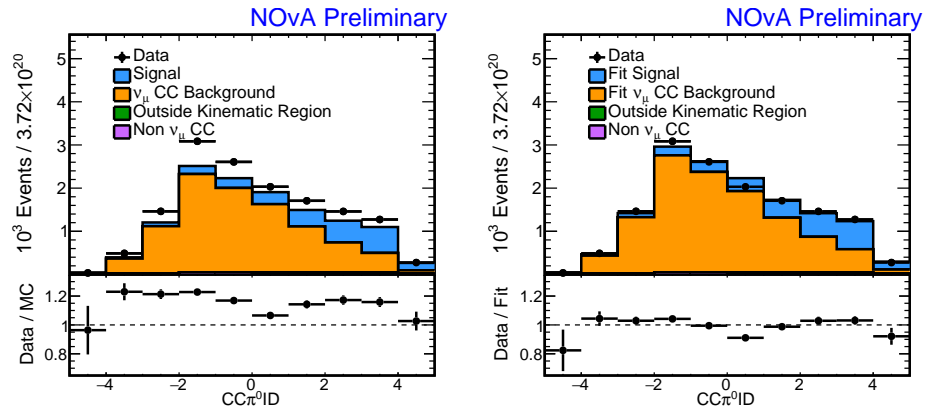 NOvA Preliminary
10³ Events / 3.72×10²⁰
5
4
3
2
1
Data
Signal
νμ CC Background
Outside Kinematic Region
Non νμ CC
Data / MC
1.2
1
0.8
−4 −2 0 2 4
CCπ⁰ID
NOvA Preliminary
10³ Events / 3.72×10²⁰
5
4
3
2
1
Data
Fit Signal
Fit νμ CC Background
Outside Kinematic Region
Non νμ CC
Data / Fit
1.2
1
0.8
−4 −2 0 2 4
CCπ⁰ID